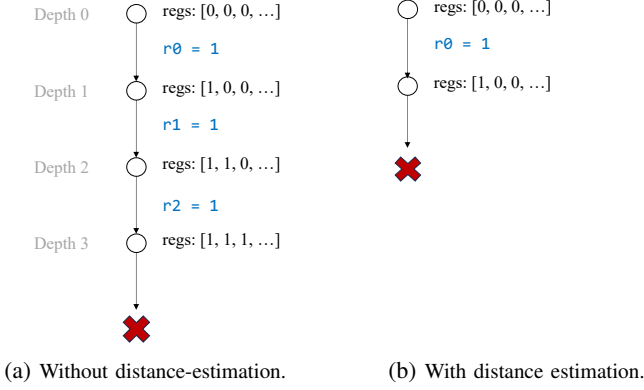 Depth 0
regs: [0, 0, 0, …]
r0 = 1
Depth 1
regs: [1, 0, 0, …]
r1 = 1
Depth 2
regs: [1, 1, 0, …]
r2 = 1
Depth 3
regs: [1, 1, 1, …]
(a) Without distance-estimation.
regs: [0, 0, 0, …]
r0 = 1
regs: [1, 0, 0, …]
(b) With distance estimation.